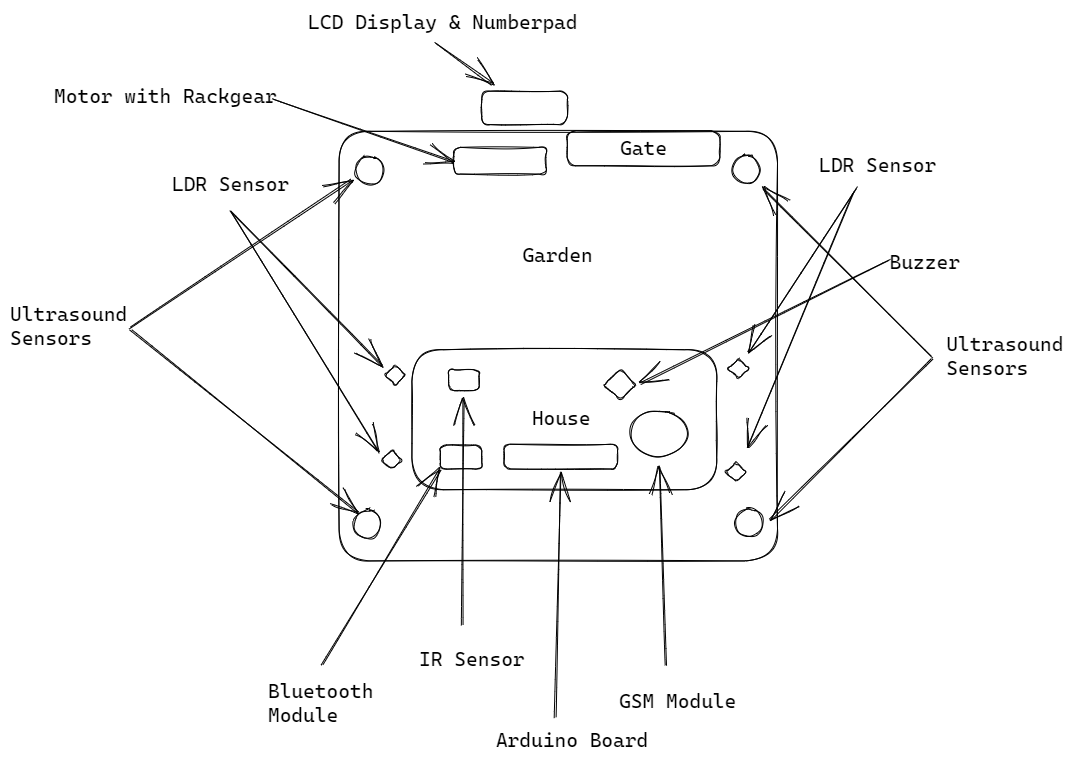 LCD Display & Numberpad
Motor with Rackgear
Gate
LDR Sensor
LDR Sensor
Garden
Buzzer
Ultrasound
Sensors
Ultrasound
Sensors
House
IR Sensor
Bluetooth
Module
GSM Module
Arduino Board